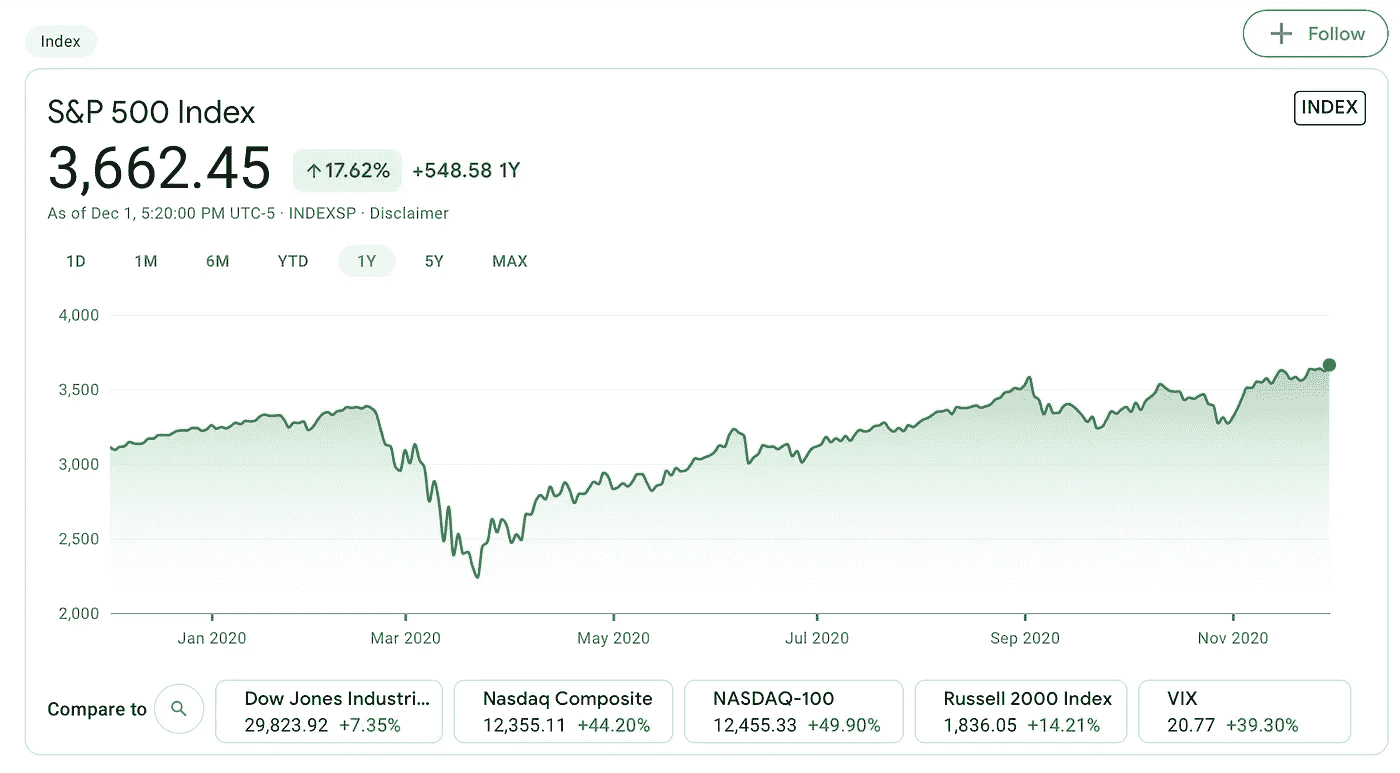 Index
Follow
S&P 500 Index
INDEX
3,662.45 ↑17.62% +548.58 1Y
As of Dec 1, 5:20:00 PM UTC-5 · INDEXSP · Disclaimer
1D 1M 6M YTD 1Y 5Y MAX
4,000
3,500
3,000
2,500
2,000
Jan 2020 Mar 2020 May 2020 Jul 2020 Sep 2020 Nov 2020
Compare to
Dow Jones Industri...
29,823.92 +7.35%
Nasdaq Composite
12,355.11 +44.20%
NASDAQ-100
12,455.33 +49.90%
Russell 2000 Index
1,836.05 +14.21%
VIX
20.77 +39.30%